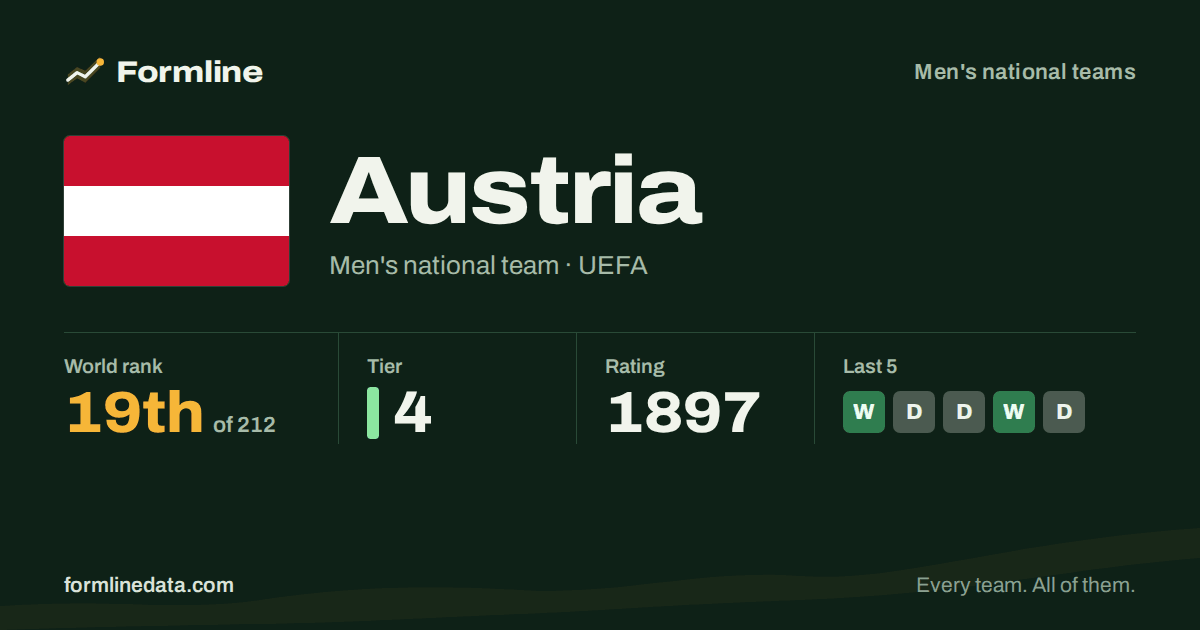 Formline
Men's national teams
Austria
Men's national team · UEFA
World rank
Tier
Rating
Last 5
19th of 212
4
1897
W D D W D
formlinedata.com
Every team. All of them.